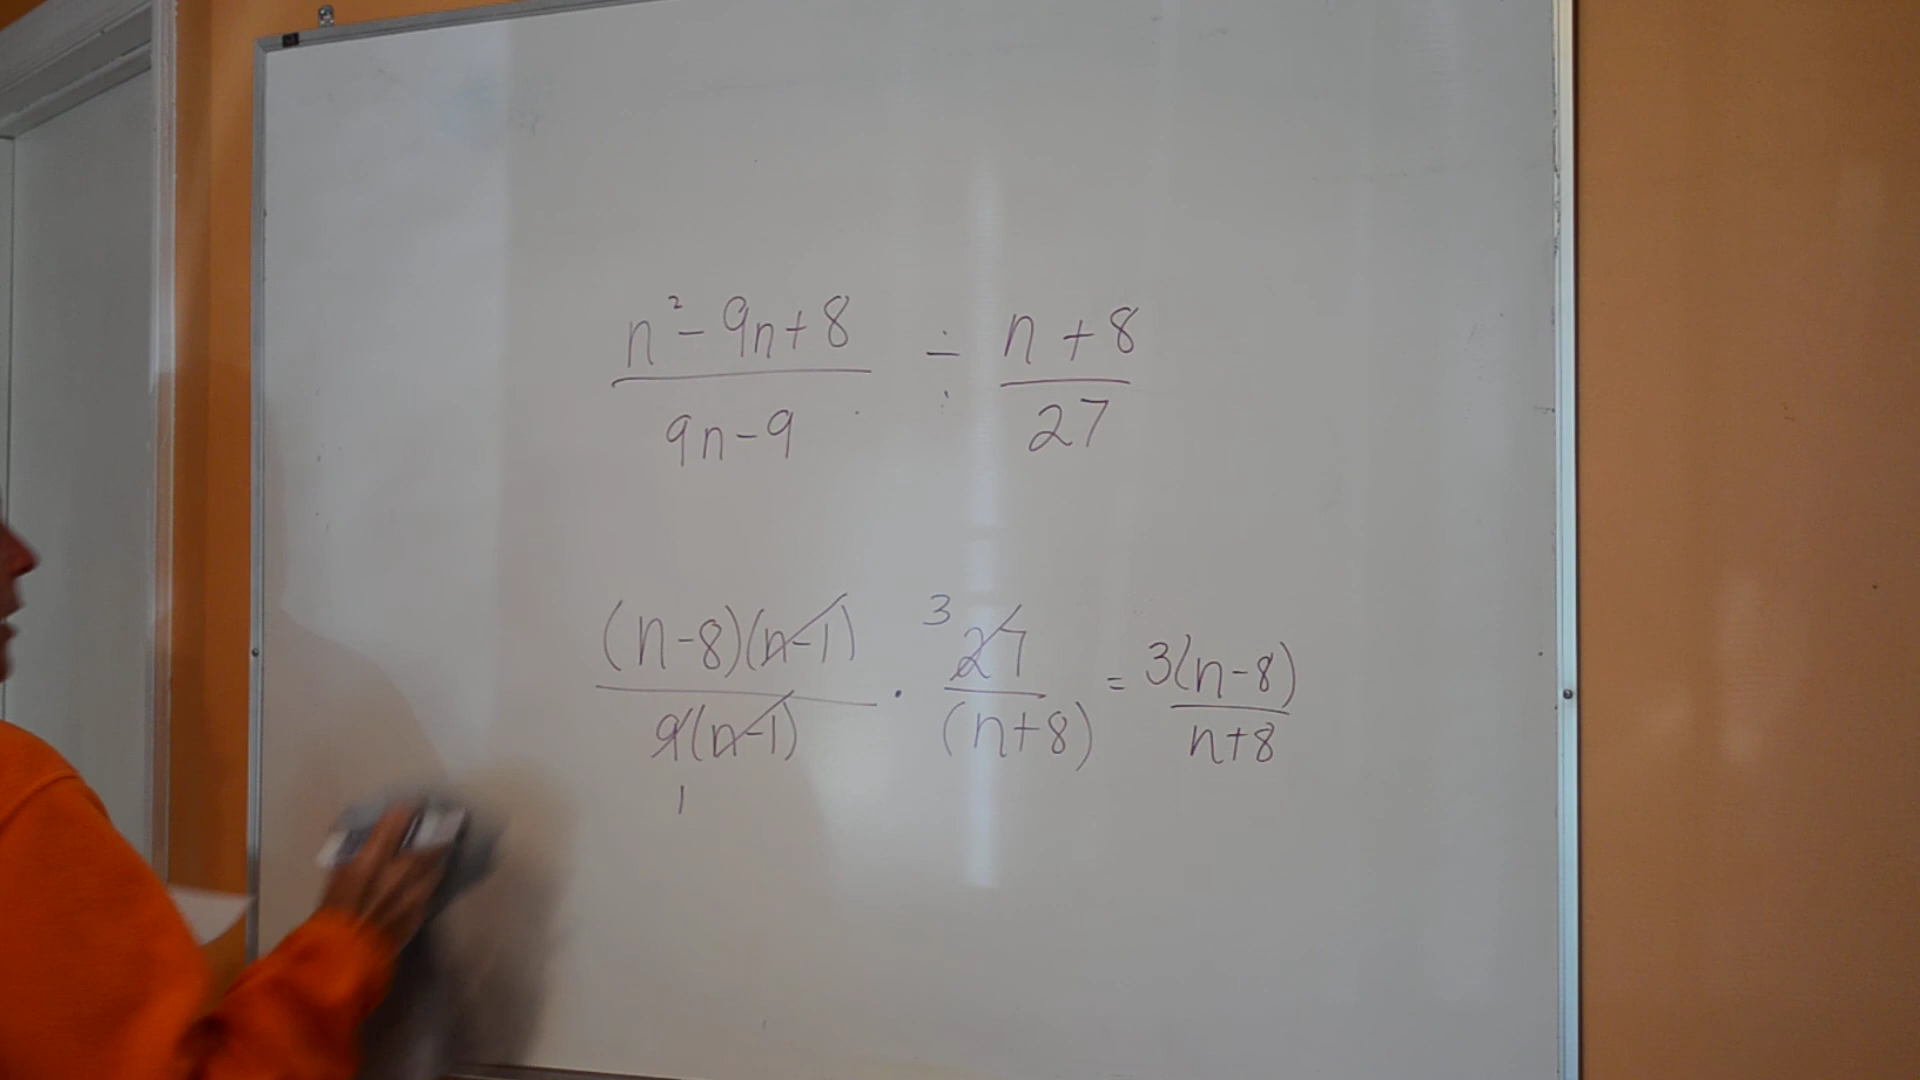 n² - 9n + 8 ÷ n + 8
9n - 9 27
(n-8)(n-1) · 3 27 = 3(n-8)
9(n-1) (n+8) n+8
1